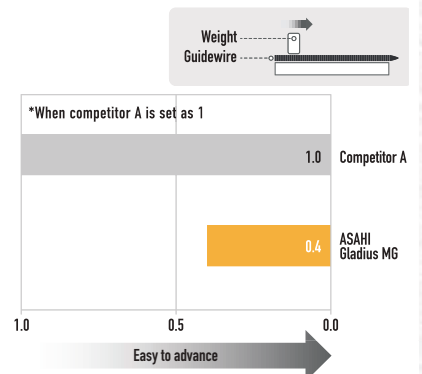 Weight
Guidewire
*When competitor A is set as 1
1.0 Competitor A
0.4 ASAHI
Gladius MG
1.0 0.5 0.0
Easy to advance